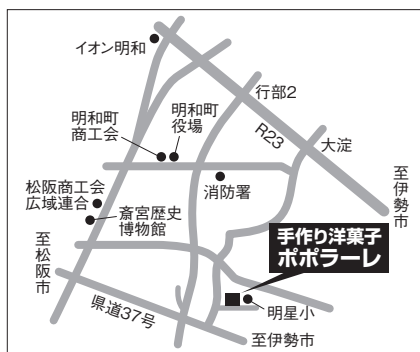 イオン明和
行部2
R23
大淀
至伊勢市
明和町
商工会
明和町
役場
消防署
松阪商工会
広域連合
斎宮歴史
博物館
至松阪市
手作り洋菓子
ポポラーレ
明星小
県道37号
至伊勢市